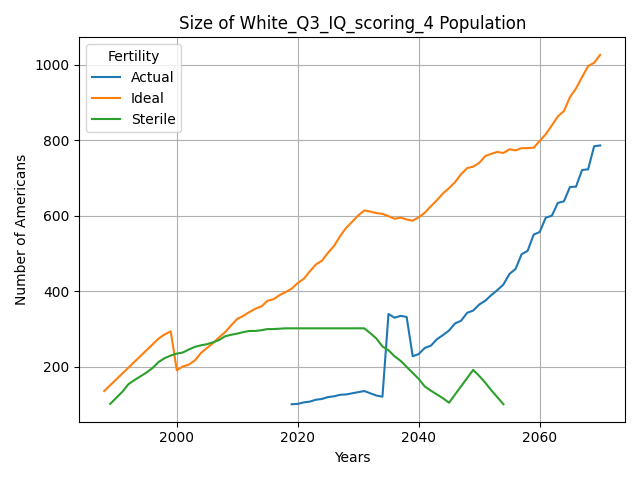 Size of White_Q3_IQ_scoring_4 Population
Fertility
Actual
Ideal
Sterile
Number of Americans
1000
800
600
400
200
2000
2020
2040
2060
Years